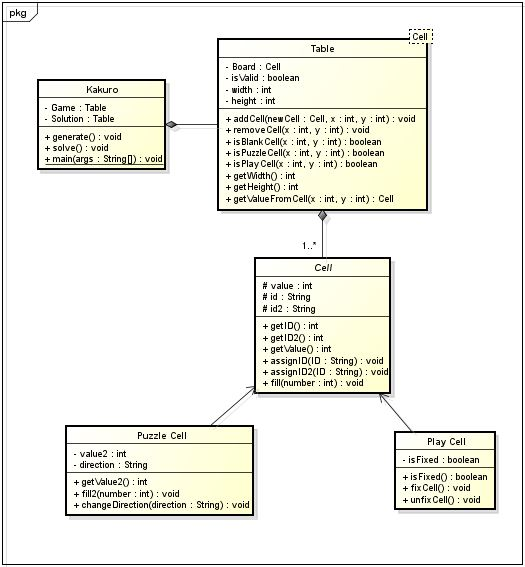 pkg
Cell
Table
- Board : Cell
- isValid : boolean
- width : int
- height : int
+ addCell(newCell : Cell, x : int, y : int) : void
+ removeCell(x : int, y : int) : void
+ isBlankCell(x : int, y : int) : boolean
+ isPuzzleCell(x : int, y : int) : boolean
+ isPlayCell(x : int, y : int) : boolean
+ getWidth() : int
+ getHeight() : int
+ getValueFromCell(x : int, y : int) : Cell
Kakuro
- Game : Table
- Solution : Table
+ generate() : void
+ solve() : void
+ main(args : String[]) : void
1..*
Cell
# value : int
# id : String
# id2 : String
+ getID() : int
+ getID2() : int
+ getValue() : int
+ assignID(ID : String) : void
+ assignID2(ID : String) : void
+ fill(number : int) : void
Puzzle Cell
- value2 : int
- direction : String
+ getValue2() : int
+ fill2(number : int) : void
+ changeDirection(direction : String) : void
Play Cell
- isFixed : boolean
+ isFixed() : boolean
+ fixCell() : void
+ unfixCell() : void